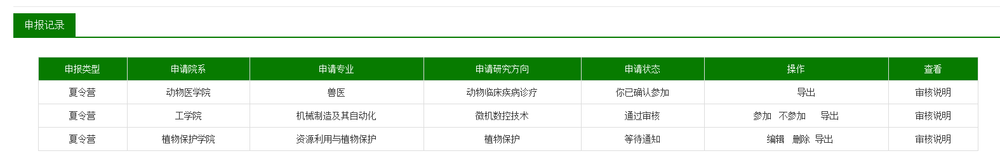 申报记录
申报类型 申请院系 申请专业 申请研究方向 申请状态 操作 查看
夏令营 动物医学院 兽医 动物临床疾病诊疗 你已确认参加 导出 审核说明
夏令营 工学院 机械制造及其自动化 微机数控技术 通过审核 参加 不参加 导出 审核说明
夏令营 植物保护学院 资源利用与植物保护 植物保护 等待通知 编辑 删除 导出 审核说明